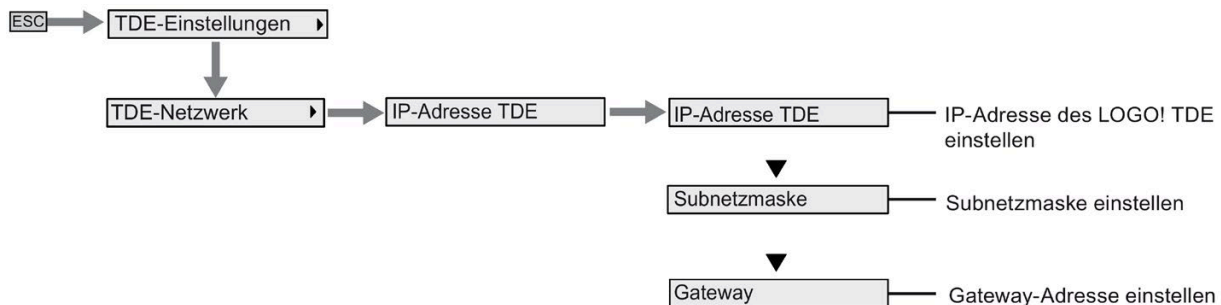 ESC
TDE-Einstellungen
TDE-Netzwerk
IP-Adresse TDE
IP-Adresse TDE
IP-Adresse des LOGO! TDE
einstellen
Subnetzmaske
Subnetzmaske einstellen
Gateway
Gateway-Adresse einstellen